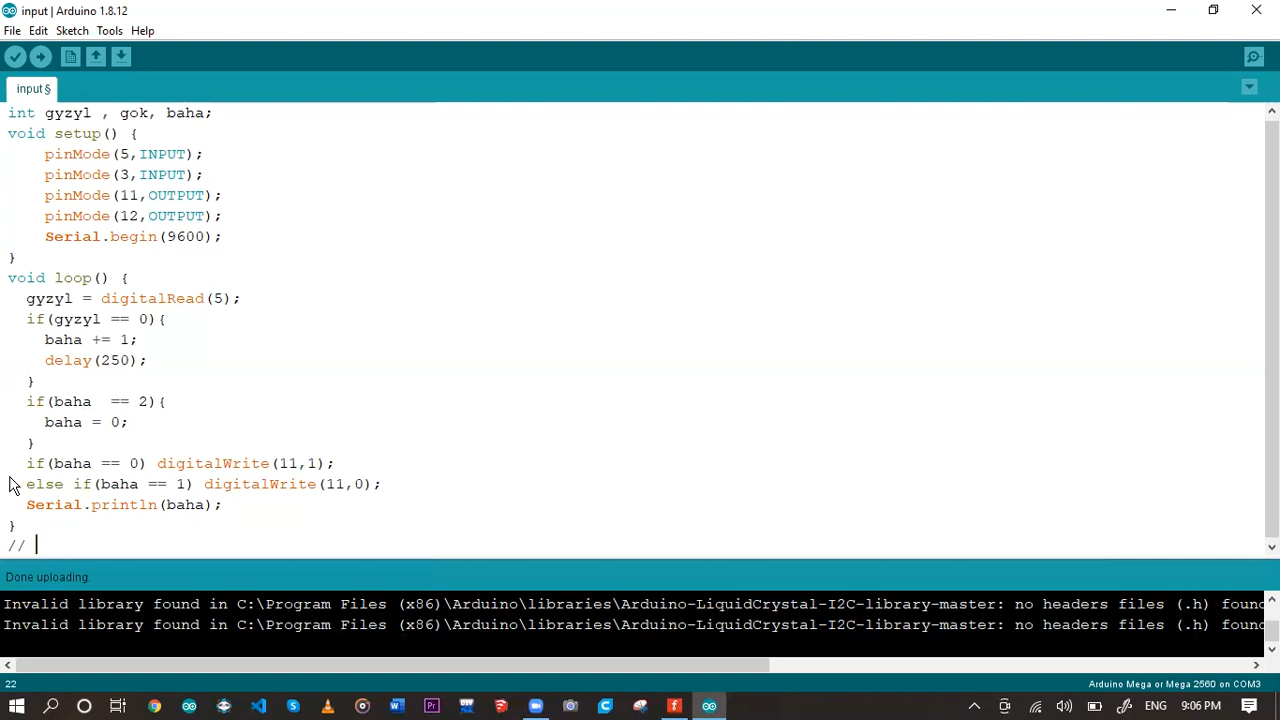 input | Arduino 1.8.12
File Edit Sketch Tools Help
input §
int gyzyl , gok, baha;
void setup() {
    pinMode(5,INPUT);
    pinMode(3,INPUT);
    pinMode(11,OUTPUT);
    pinMode(12,OUTPUT);
    Serial.begin(9600);
}
void loop() {
  gyzyl = digitalRead(5);
  if(gyzyl == 0){
    baha += 1;
    delay(250);
  }
  if(baha  == 2){
    baha = 0;
  }
  if(baha == 0) digitalWrite(11,1);
  else if(baha == 1) digitalWrite(11,0);
  Serial.println(baha);
}
//
Done uploading.
Invalid library found in C:\Program Files (x86)\Arduino\libraries\Arduino-LiquidCrystal-I2C-library-master: no headers files (.h) found
Invalid library found in C:\Program Files (x86)\Arduino\libraries\Arduino-LiquidCrystal-I2C-library-master: no headers files (.h) found
22 Arduino Mega or Mega 2560 on COM3
ENG 9:06 PM